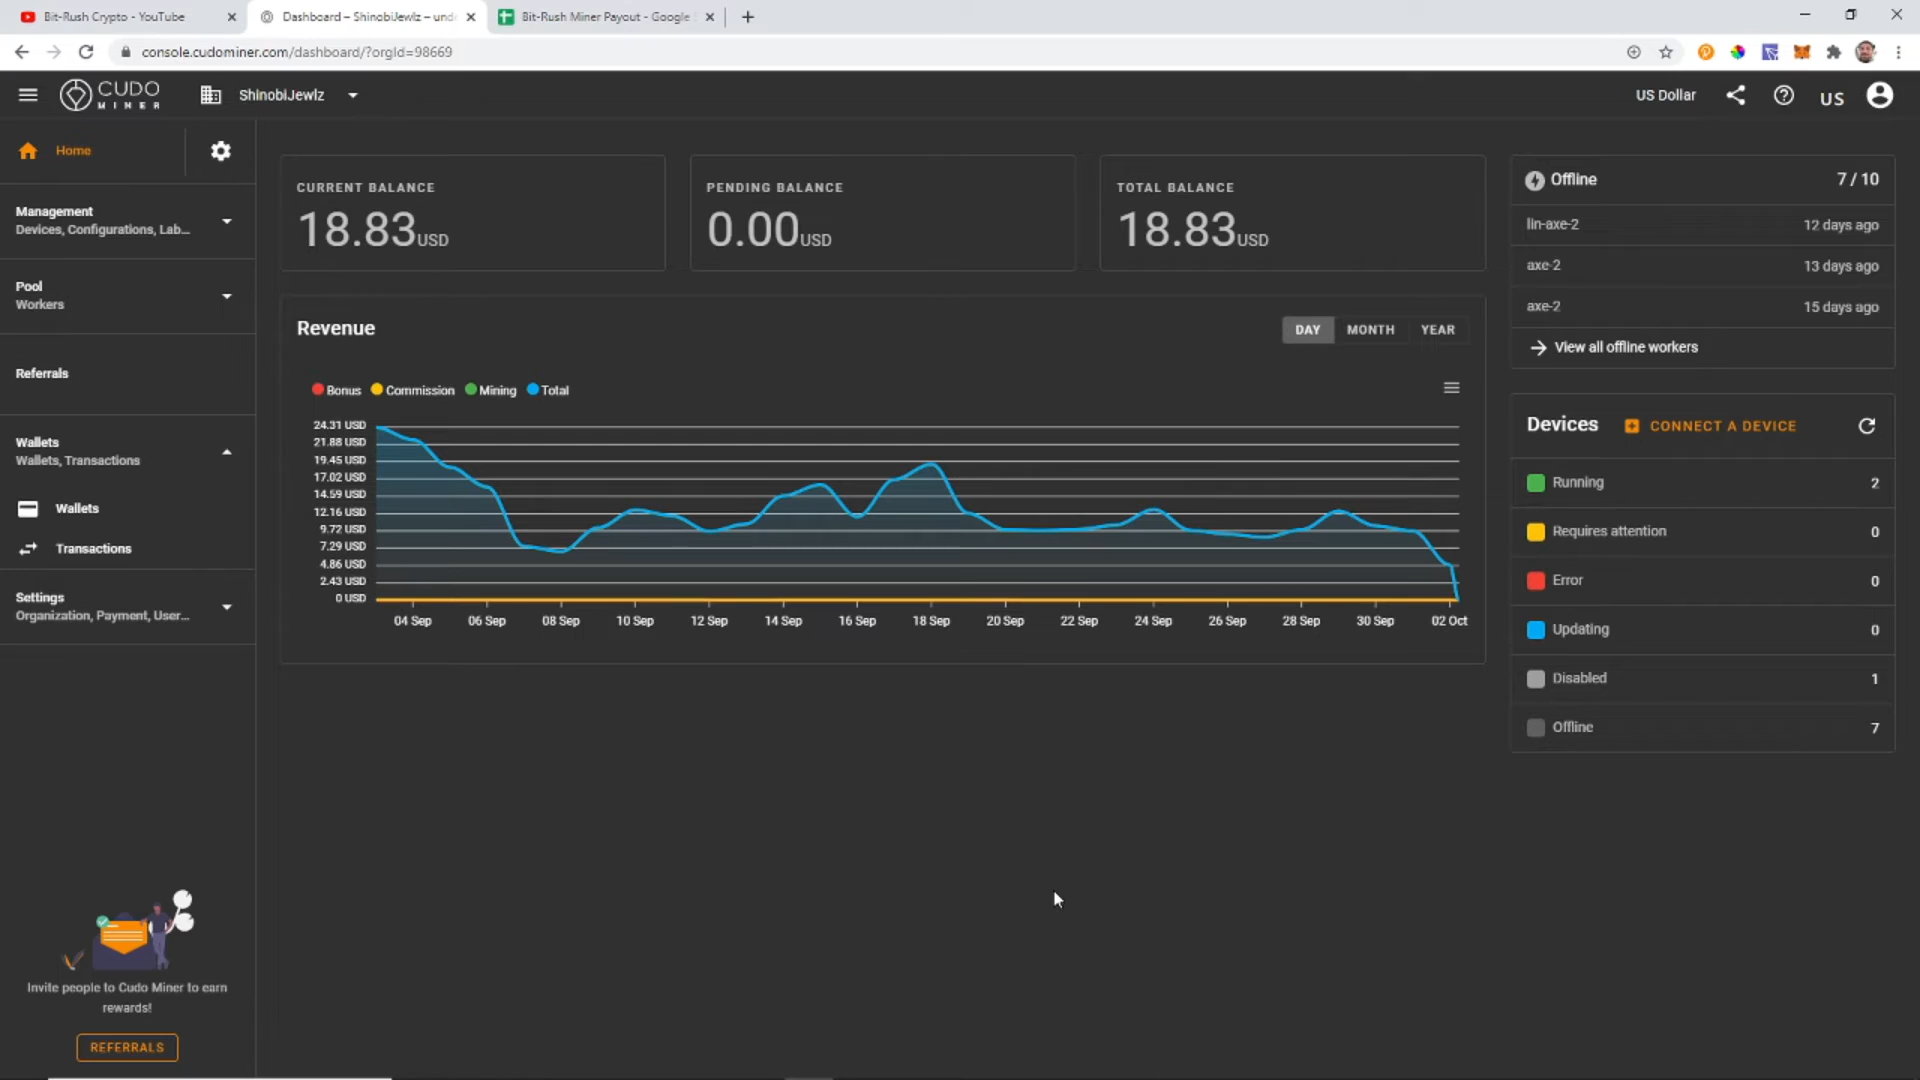 Bit-Rush Crypto - YouTube
Dashboard – ShinobiJewlz – und
Bit-Rush Miner Payout - Google
console.cudominer.com/dashboard/?orgId=98669
CUDO
MINER
ShinobiJewlz
US Dollar
US
Home
Management
Devices, Configurations, Lab...
Pool
Workers
Referrals
Wallets
Wallets, Transactions
Wallets
Transactions
Settings
Organization, Payment, User...
Invite people to Cudo Miner to earn
rewards!
REFERRALS
CURRENT BALANCE
18.83USD
PENDING BALANCE
0.00USD
TOTAL BALANCE
18.83USD
Revenue
DAY MONTH YEAR
Bonus Commission Mining Total
24.31 USD
21.88 USD
19.45 USD
17.02 USD
14.59 USD
12.16 USD
9.72 USD
7.29 USD
4.86 USD
2.43 USD
0 USD
04 Sep 06 Sep 08 Sep 10 Sep 12 Sep 14 Sep 16 Sep 18 Sep 20 Sep 22 Sep 24 Sep 26 Sep 28 Sep 30 Sep 02 Oct
Offline 7 / 10
lin-axe-2 12 days ago
axe-2 13 days ago
axe-2 15 days ago
View all offline workers
Devices CONNECT A DEVICE
Running 2
Requires attention 0
Error 0
Updating 0
Disabled 1
Offline 7